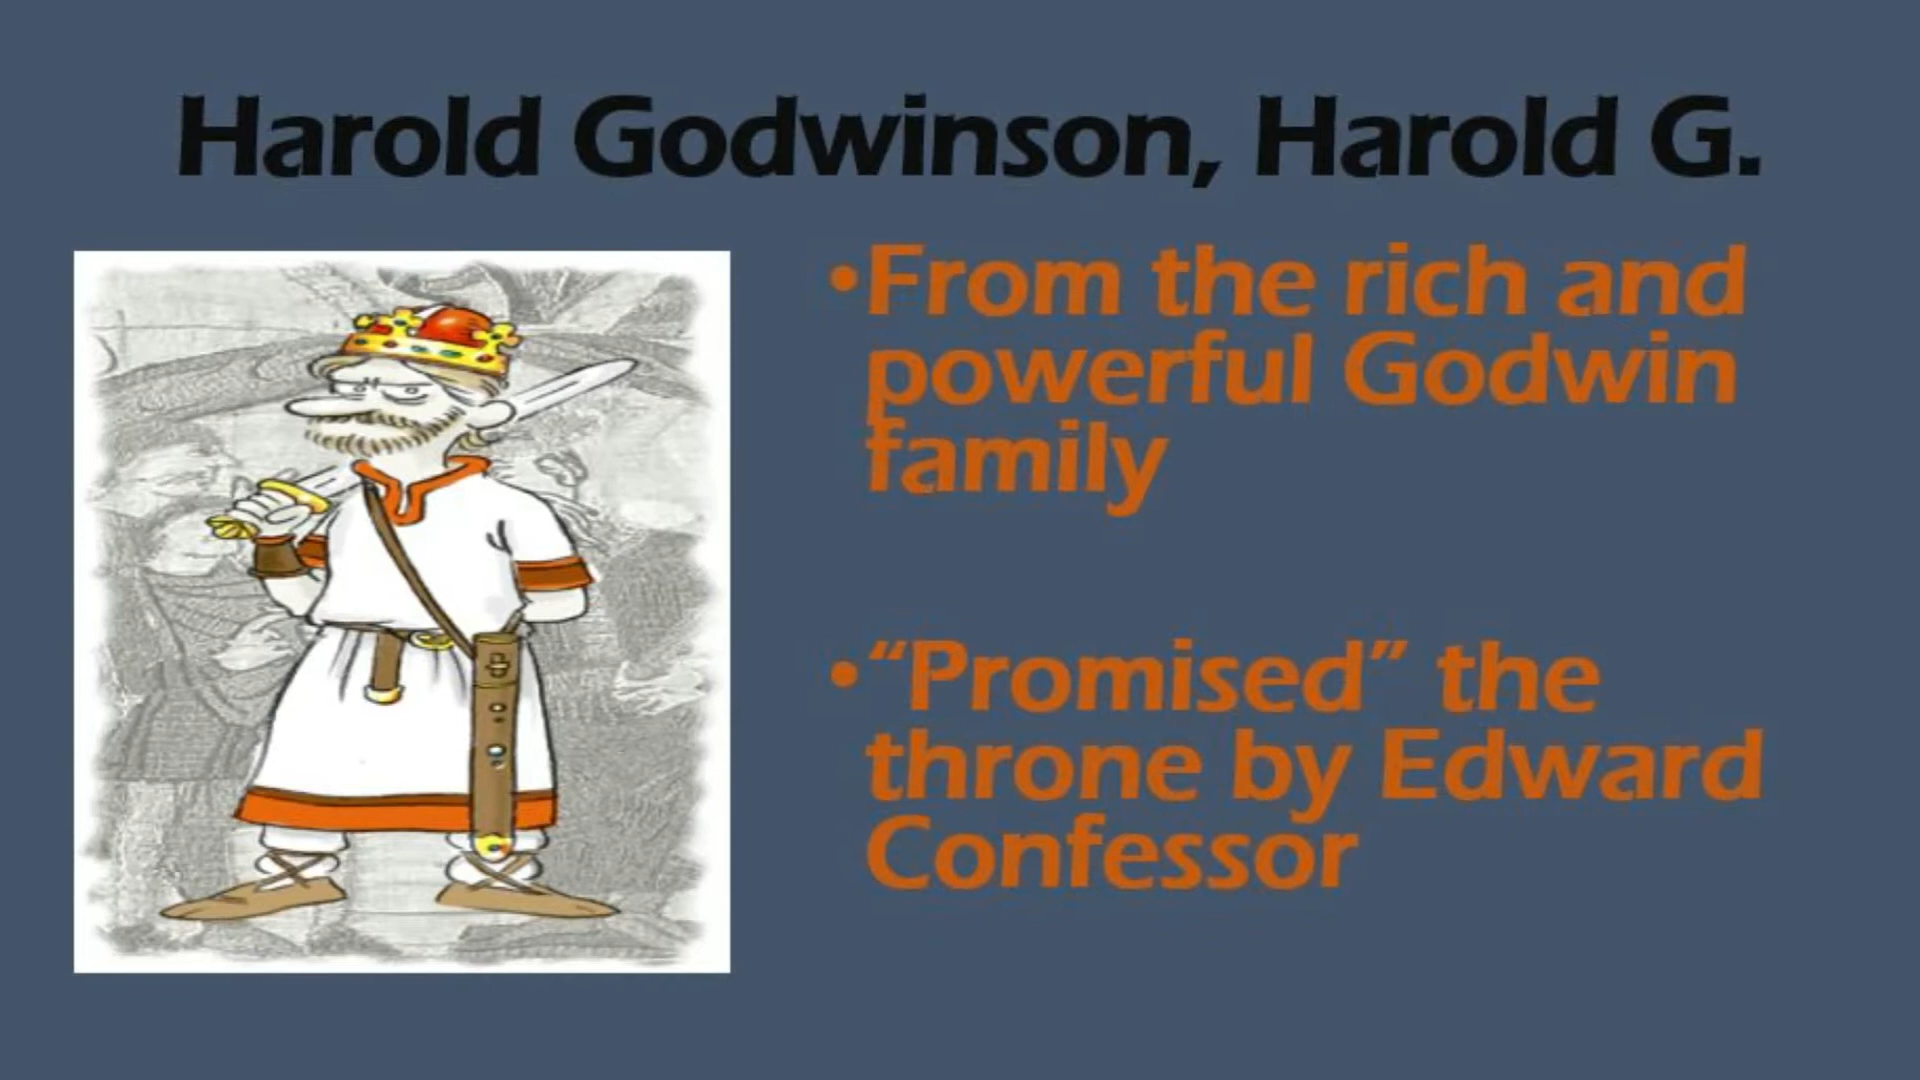 Harold Godwinson, Harold G.
•From the rich and
powerful Godwin
family
•“Promised” the
throne by Edward
Confessor